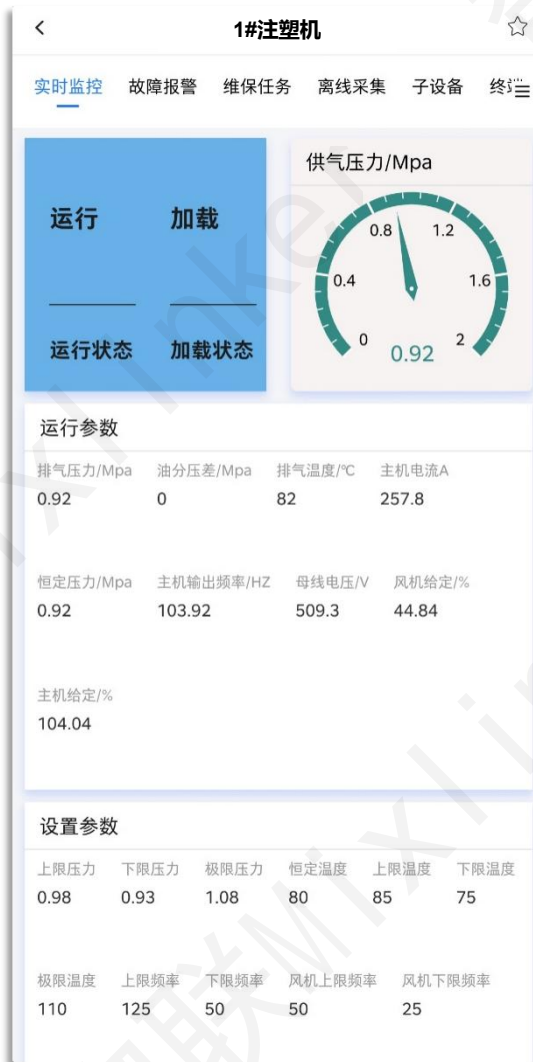 1#注塑机
实时监控 故障报警 维保任务 离线采集 子设备
运行 加载
运行状态 加载状态
供气压力/Mpa
0 0.4 0.8 1.2 1.6 2
0.92
运行参数
排气压力/Mpa 油分压差/Mpa 排气温度/℃ 主机电流A
0.92 0 82 257.8
恒定压力/Mpa 主机输出频率/HZ 母线电压/V 风机给定/%
0.92 103.92 509.3 44.84
主机给定/%
104.04
设置参数
上限压力 下限压力 极限压力 恒定温度 上限温度 下限温度
0.98 0.93 1.08 80 85 75
极限温度 上限频率 下限频率 风机上限频率 风机下限频率
110 125 50 50 25
Mixlinker
联Mixlin